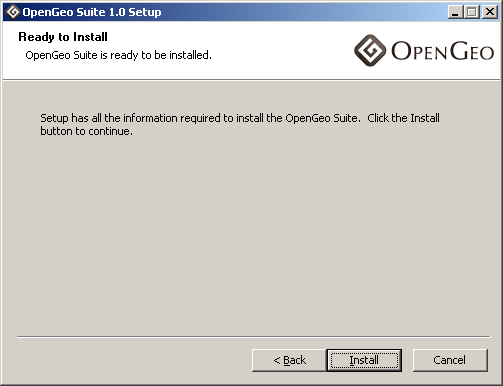 OpenGeo Suite 1.0 Setup
Ready to Install
OpenGeo Suite is ready to be installed.
OPENGEO
Setup has all the information required to install the OpenGeo Suite.  Click the Install
button to continue.
< Back
Install
Cancel